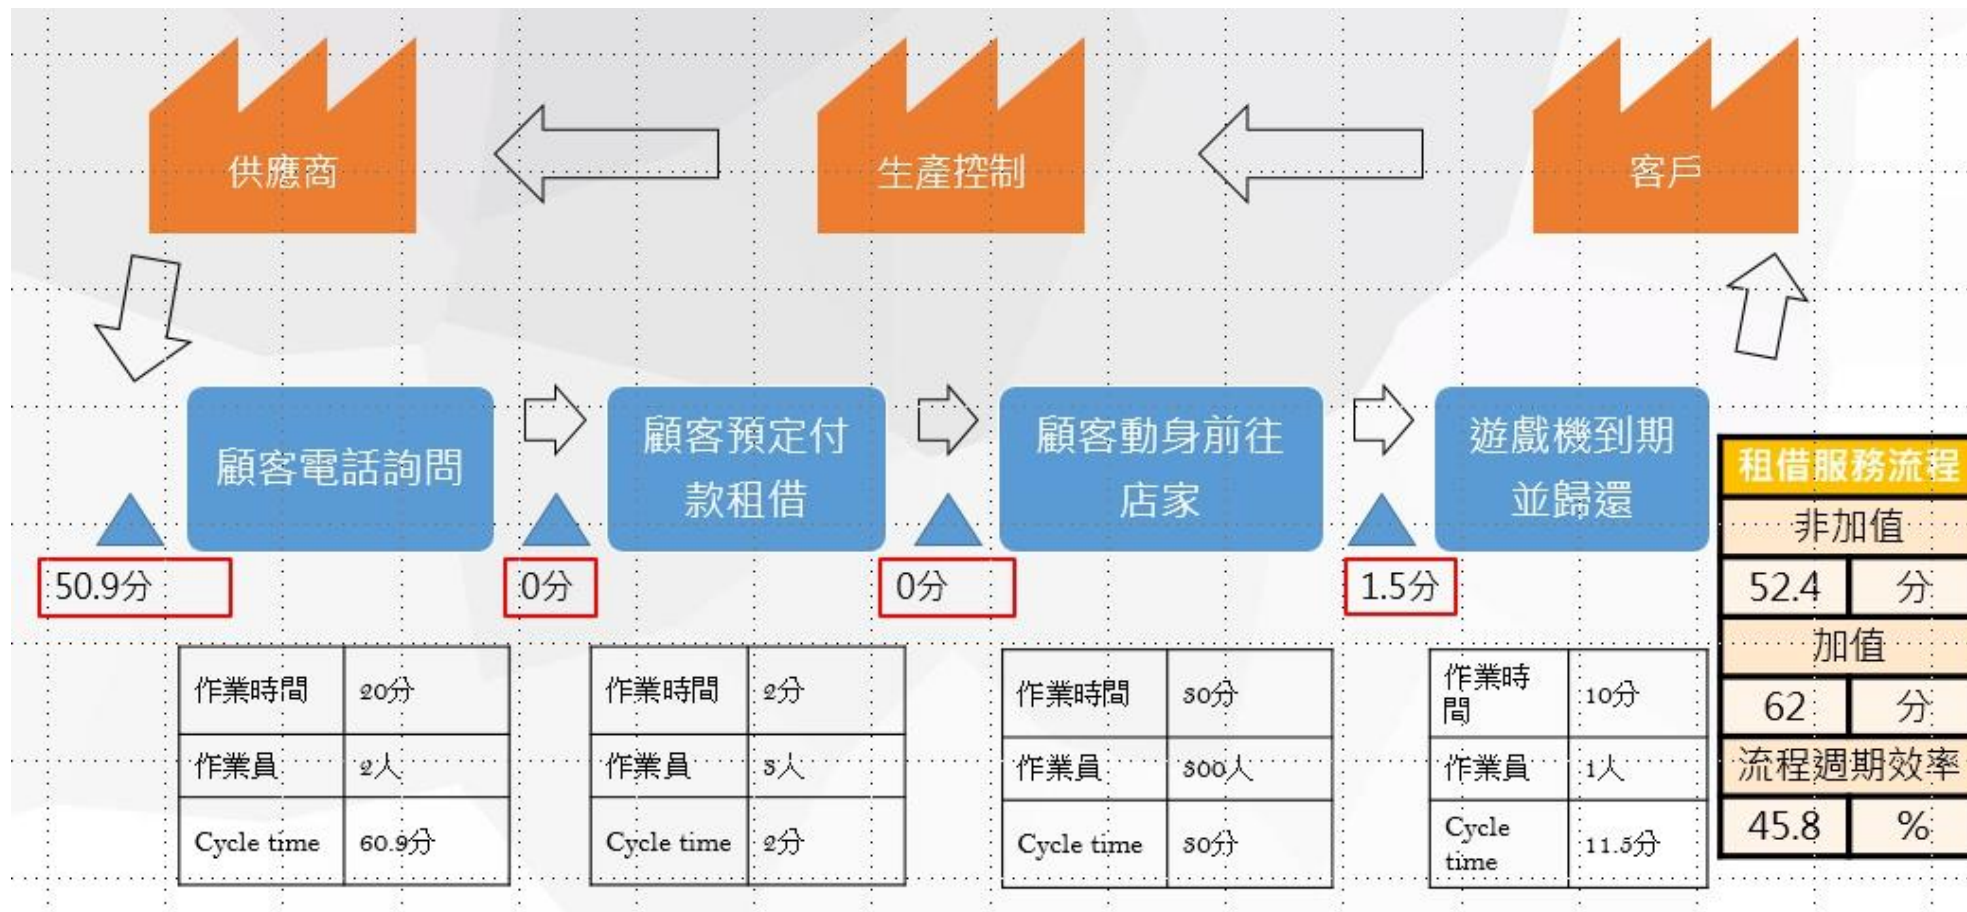 供應商
生產控制
客戶
顧客電話詢問
顧客預定付
款租借
顧客動身前往
店家
遊戲機到期
並歸還
50.9分
0分
0分
1.5分
作業時間 20分
作業員 2人
Cycle time 60.9分
作業時間 2分
作業員 3人
Cycle time 2分
作業時間 30分
作業員 300人
Cycle time 30分
作業時
間 10分
作業員 1人
Cycle
time 11.5分
租借服務流程
非加值
52.4 分
加值
62 分
流程週期效率
45.8 %